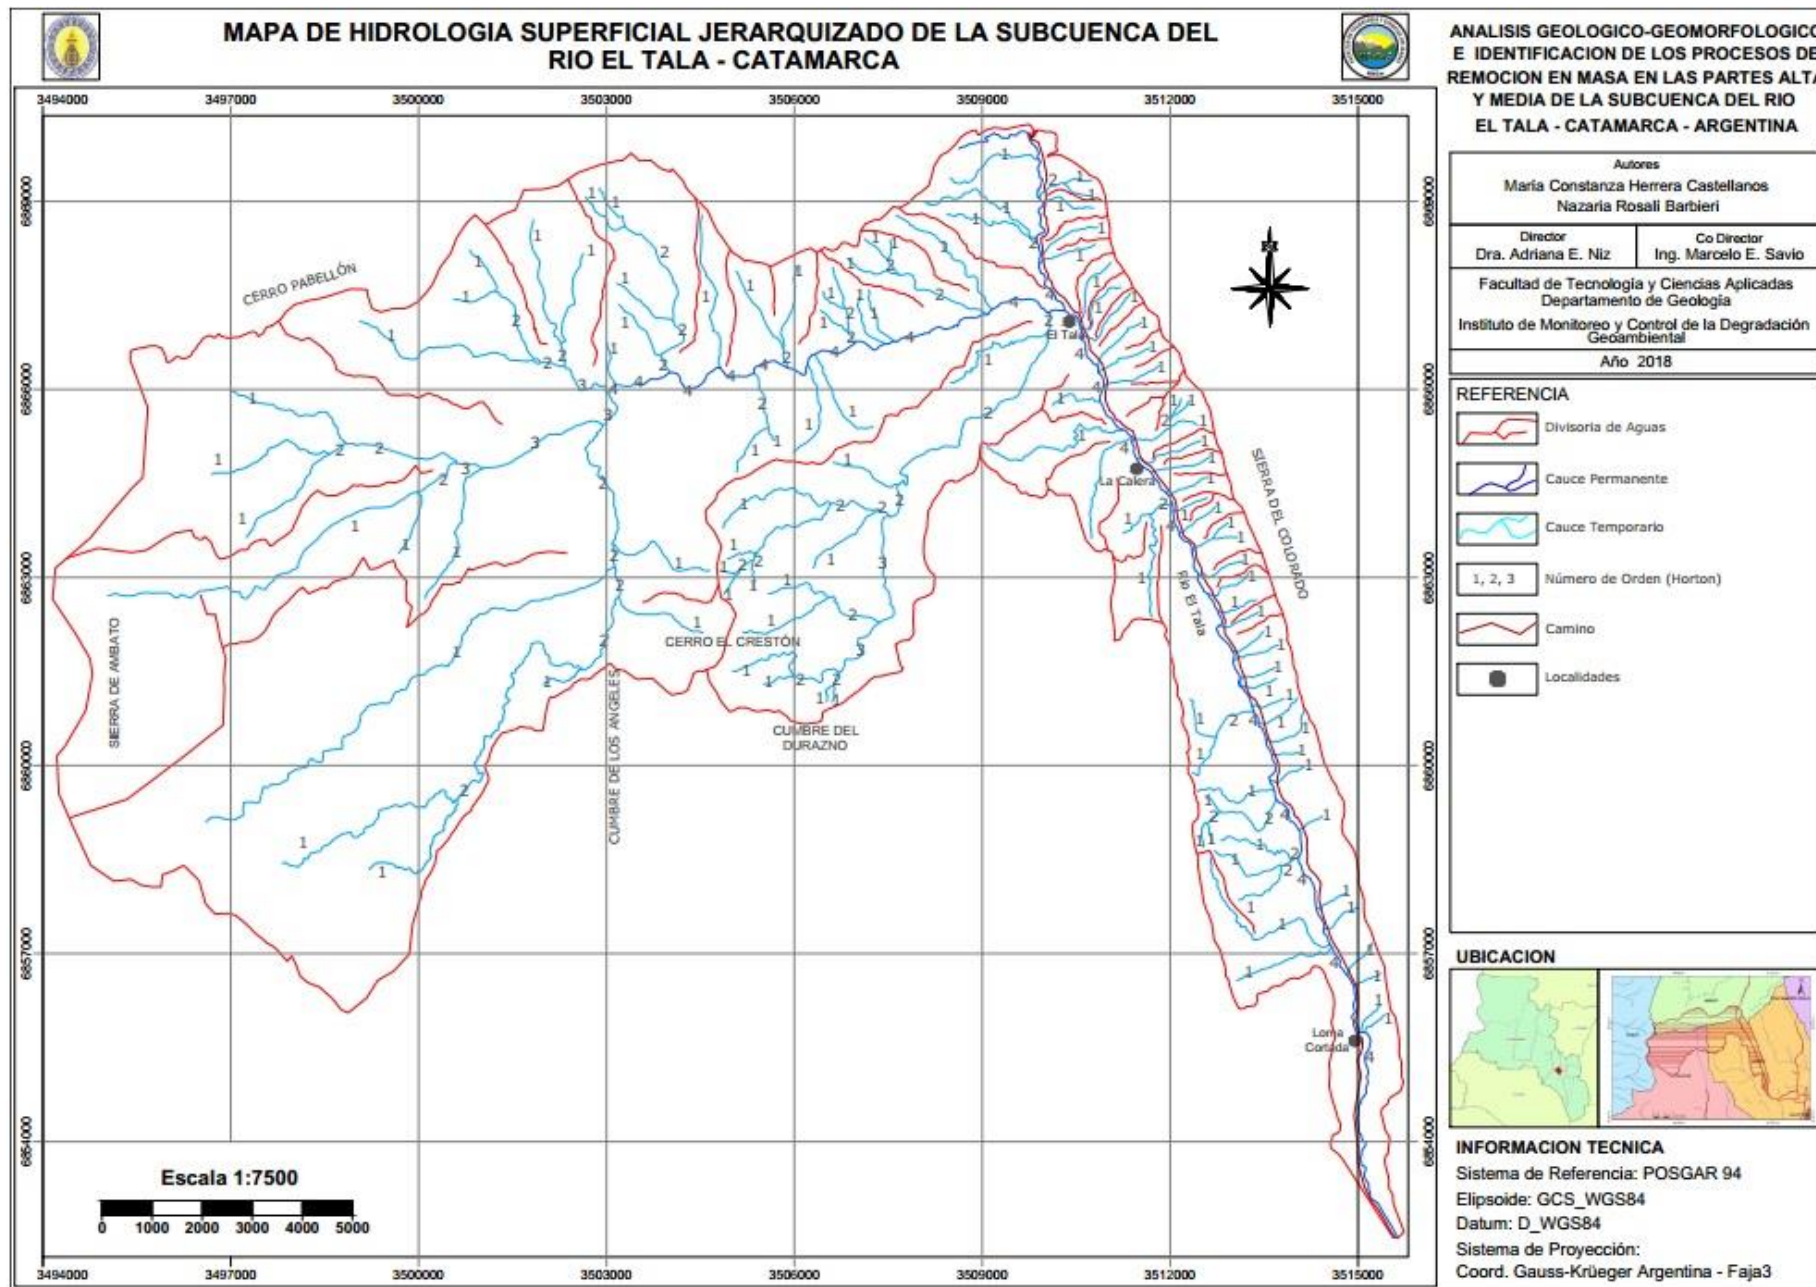 MAPA DE HIDROLOGIA SUPERFICIAL JERARQUIZADO DE LA SUBCUENCA DEL
RIO EL TALA - CATAMARCA
3494000 3497000 3500000 3503000 3506000 3509000 3512000 3515000
6869000
6866000
6863000
6860000
6857000
6854000
CERRO PABELLÓN
SIERRA DE AMBATO
CUMBRE DE LOS ANGELES
CERRO EL CRESTÓN
CUMBRE DEL
DURAZNO
El Tala
La Calera
Río El Tala
SIERRA DEL COLORADO
Loma
Cortada
Escala 1:7500
0 1000 2000 3000 4000 5000
3494000 3497000 3500000 3503000 3506000 3509000 3512000 3515000
ANALISIS GEOLOGICO-GEOMORFOLOGICO
E IDENTIFICACION DE LOS PROCESOS DE
REMOCION EN MASA EN LAS PARTES ALTA
Y MEDIA DE LA SUBCUENCA DEL RIO
EL TALA - CATAMARCA - ARGENTINA
Autores
María Constanza Herrera Castellanos
Nazaria Rosali Barbieri
Director
Dra. Adriana E. Niz
Co Director
Ing. Marcelo E. Savio
Facultad de Tecnología y Ciencias Aplicadas
Departamento de Geología
Instituto de Monitoreo y Control de la Degradación
Geoambiental
Año 2018
REFERENCIA
Divisoria de Aguas
Cauce Permanente
Cauce Temporario
1, 2, 3 Número de Orden (Horton)
Camino
Localidades
UBICACION
INFORMACION TECNICA
Sistema de Referencia: POSGAR 94
Elipsoide: GCS_WGS84
Datum: D_WGS84
Sistema de Proyección:
Coord. Gauss-Krüeger Argentina - Faja3